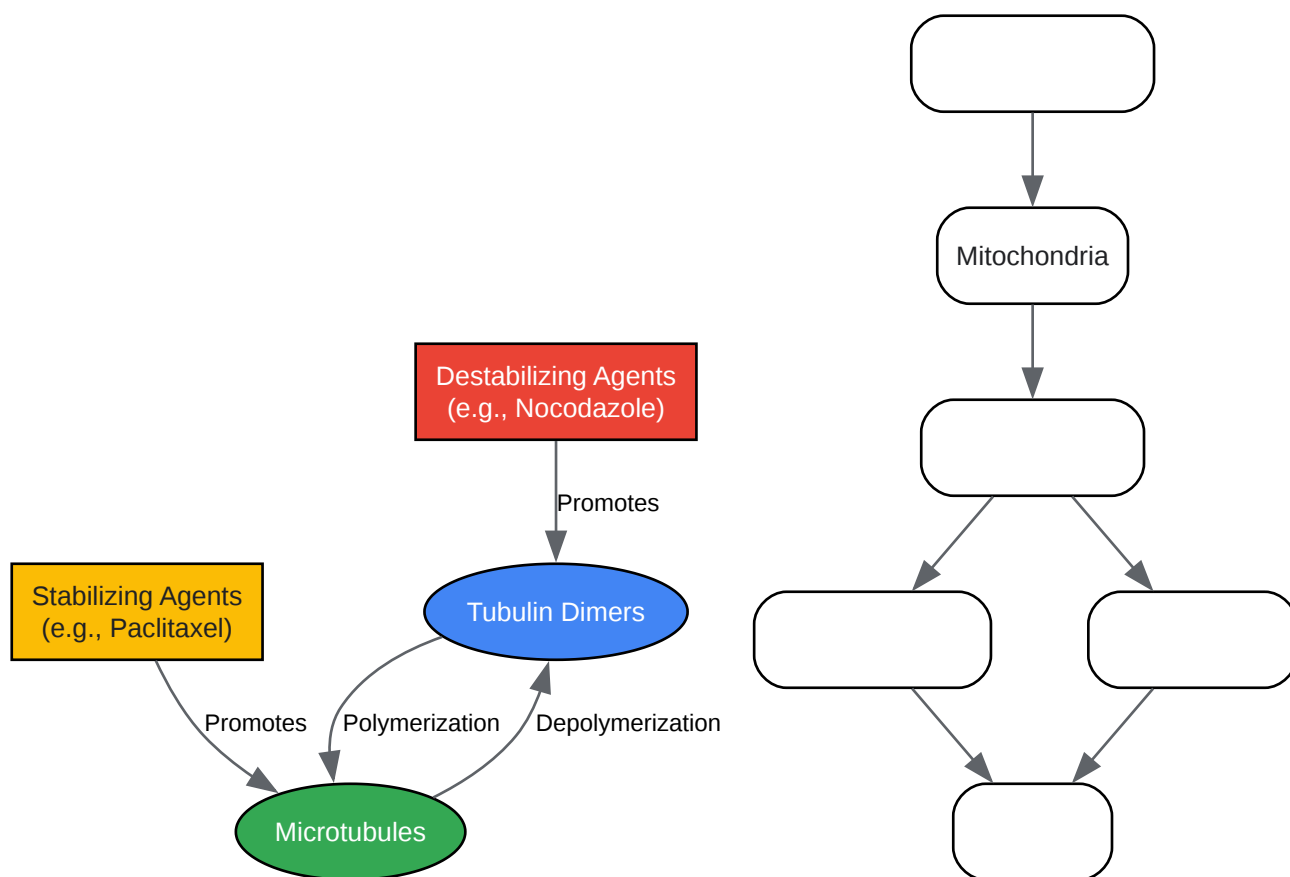 Mitochondria
Destabilizing Agents
(e.g., Nocodazole)
Promotes
Stabilizing Agents
(e.g., Paclitaxel)
Tubulin Dimers
Promotes
Polymerization
Depolymerization
Microtubules